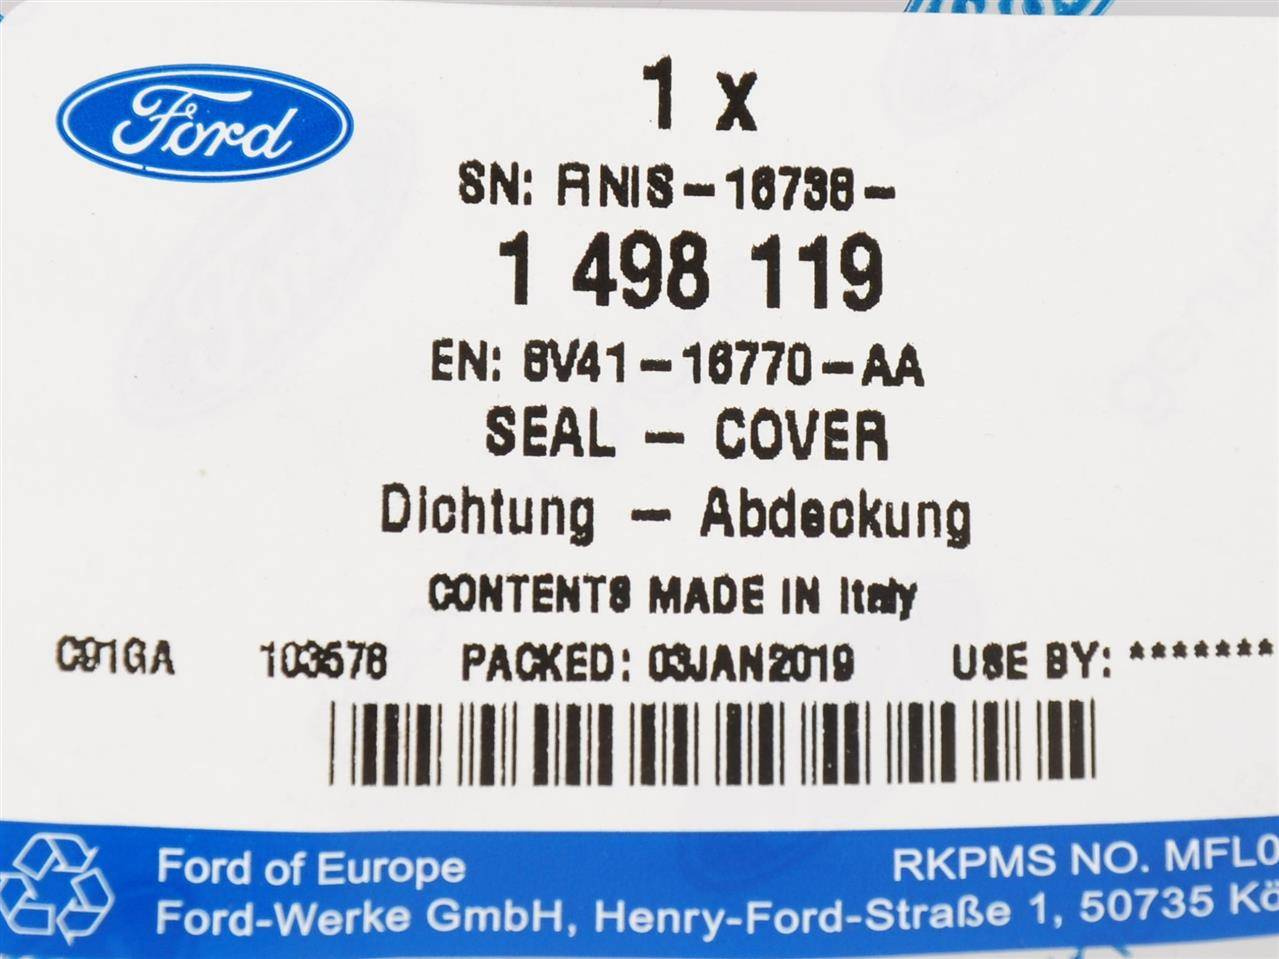 Ford
1 x
SN: RNIS-16738-
1 498 119
EN: 8V41-16770-AA
SEAL - COVER
Dichtung - Abdeckung
CONTENTS MADE IN Italy
C91GA 103578 PACKED: 03JAN2019 USE BY: *******
Ford of Europe RKPMS NO. MFL0
Ford-Werke GmbH, Henry-Ford-Straße 1, 50735 Kö